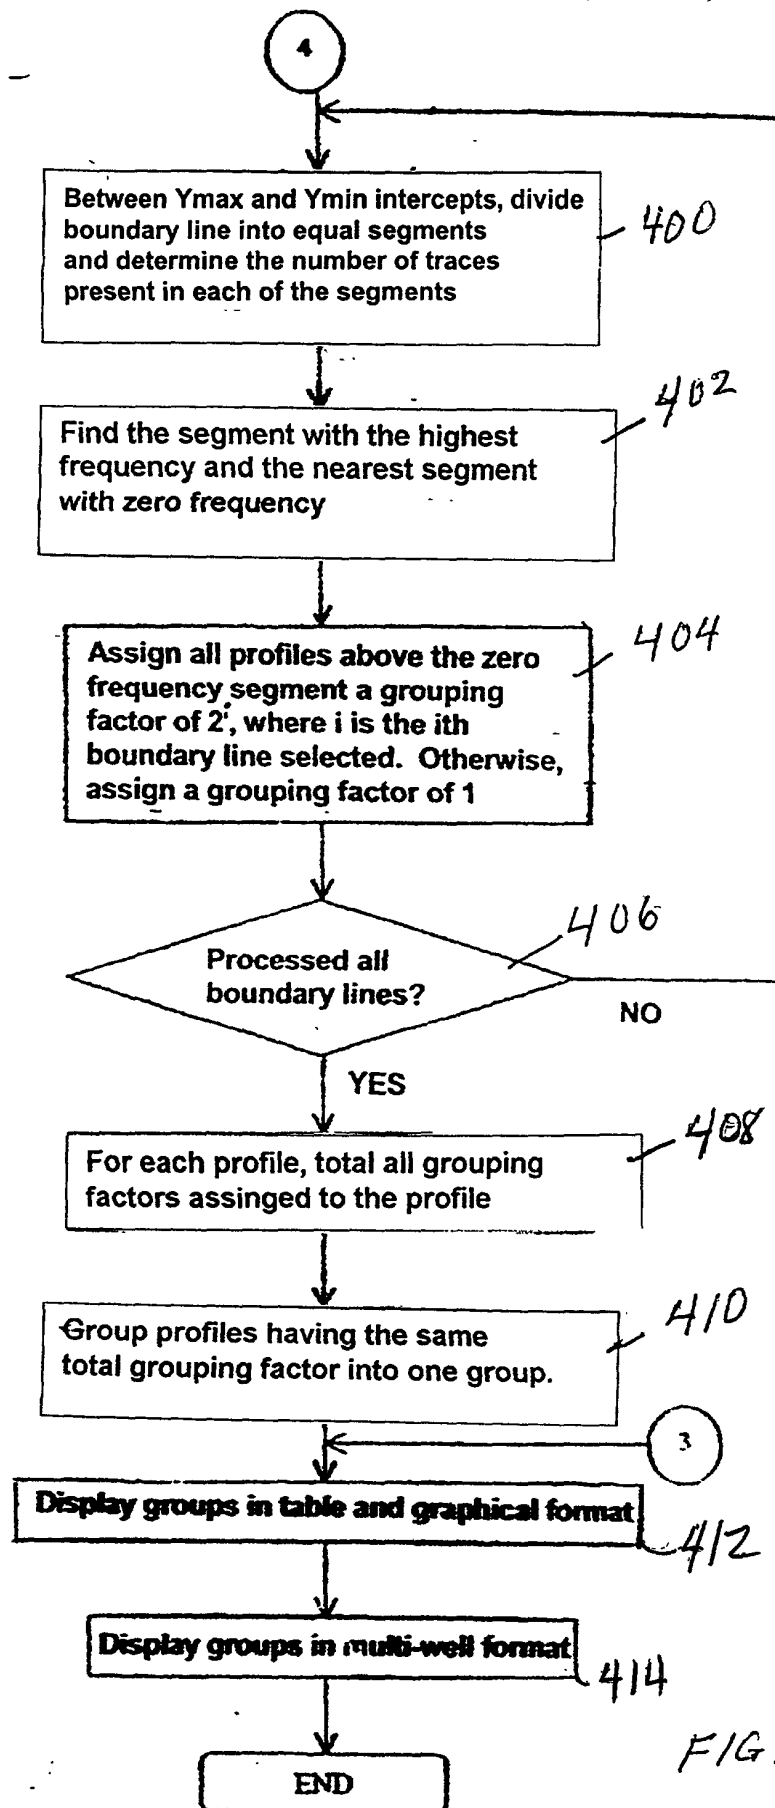 4
Between Ymax and Ymin intercepts, divide
boundary line into equal segments
and determine the number of traces
present in each of the segments
400
402
Find the segment with the highest
frequency and the nearest segment
with zero frequency
404
Assign all profiles above the zero
frequency segment a grouping
factor of 2^i, where i is the ith
boundary line selected. Otherwise,
assign a grouping factor of 1
406
Processed all
boundary lines?
NO
YES
408
For each profile, total all grouping
factors assinged to the profile
410
Group profiles having the same
total grouping factor into one group.
3
Display groups in table and graphical format
412
Display groups in multi-well format
414
FIG.
END